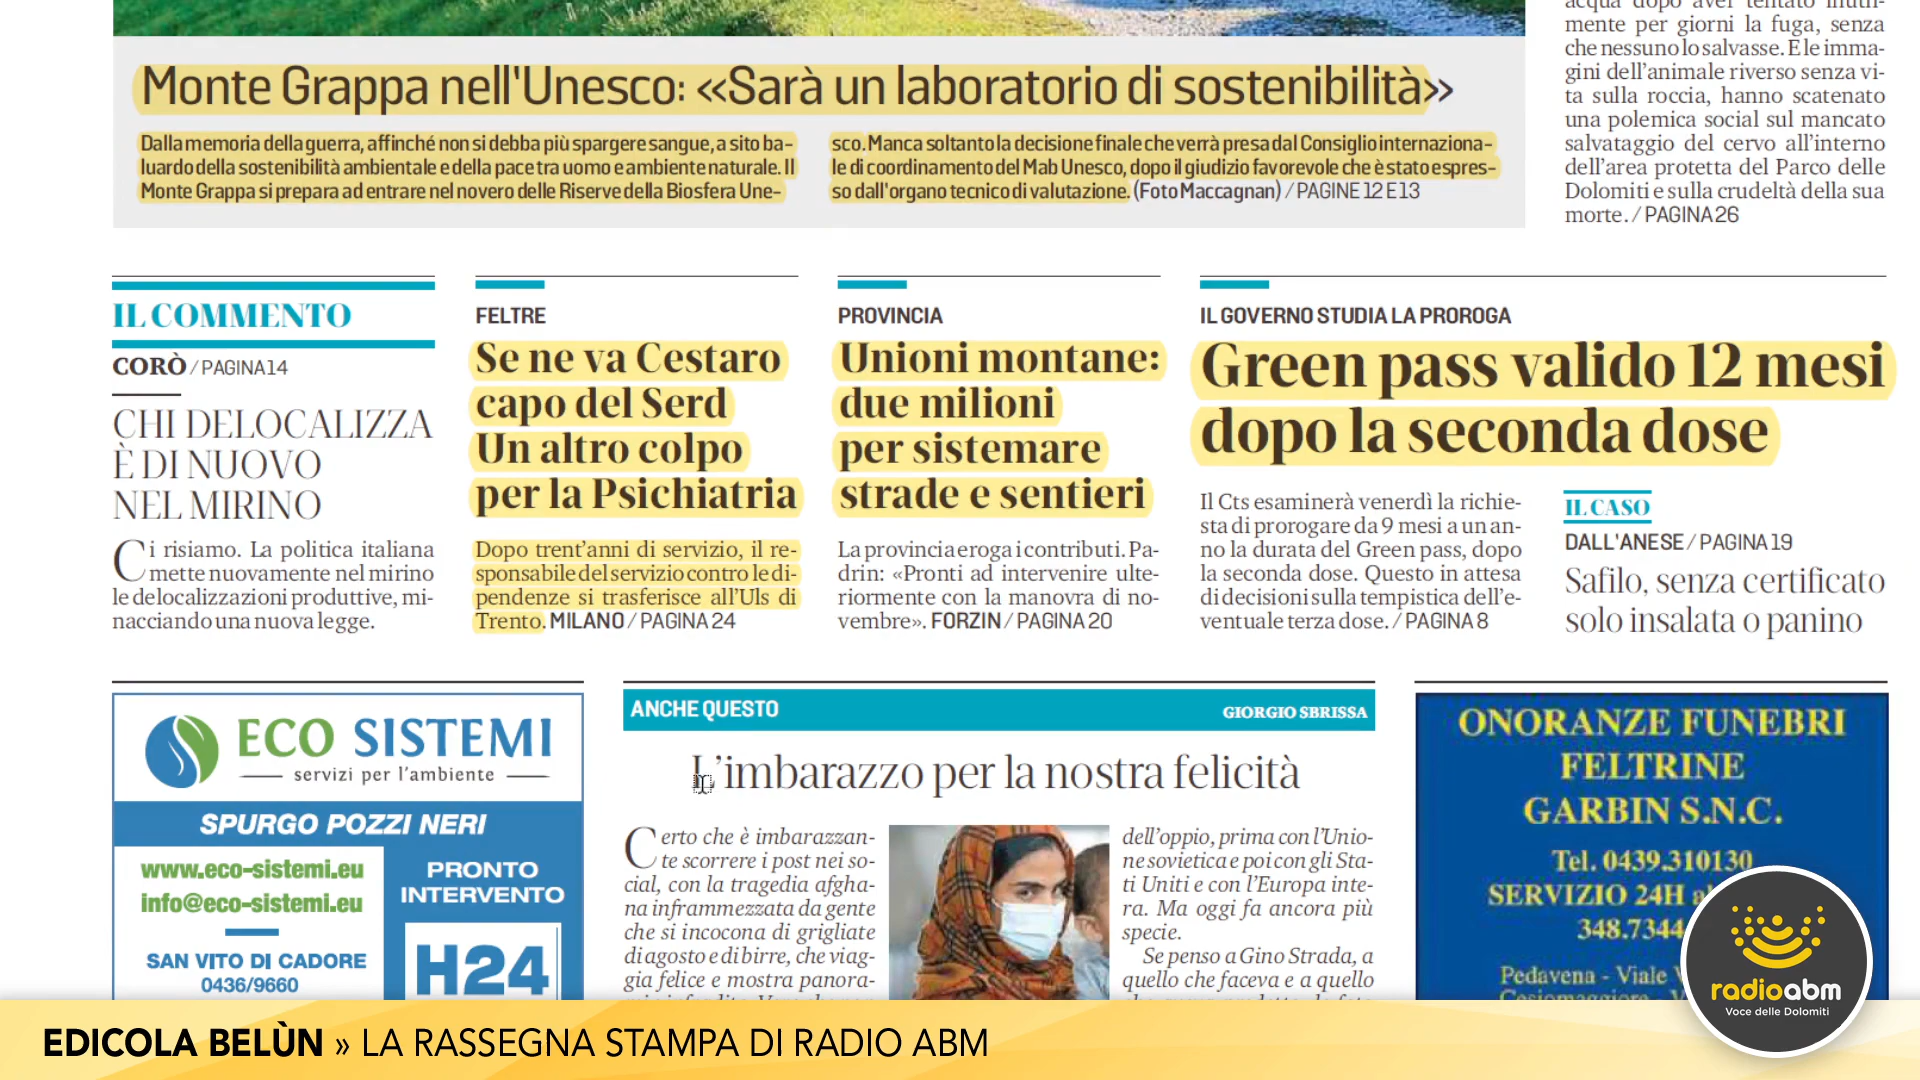 acqua dopo aver tentato inutil-
mente per giorni la fuga, senza
che nessuno lo salvasse. E le imma-
gini dell'animale riverso senza vi-
ta sulla roccia, hanno scatenato
una polemica social sul mancato
salvataggio del cervo all'interno
dell'area protetta del Parco delle
Dolomiti e sulla crudeltà della sua
morte. / PAGINA 26
Monte Grappa nell'Unesco: «Sarà un laboratorio di sostenibilità»
Dalla memoria della guerra, affinché non si debba più spargere sangue, a sito ba-
luardo della sostenibilità ambientale e della pace tra uomo e ambiente naturale. Il
Monte Grappa si prepara ad entrare nel novero delle Riserve della Biosfera Une-
sco. Manca soltanto la decisione finale che verrà presa dal Consiglio internaziona-
le di coordinamento del Mab Unesco, dopo il giudizio favorevole che è stato espres-
so dall'organo tecnico di valutazione. (Foto Maccagnan) / PAGINE 12 E 13
IL COMMENTO
CORÒ / PAGINA 14
CHI DELOCALIZZA
È DI NUOVO
NEL MIRINO
Ci risiamo. La politica italiana
mette nuovamente nel mirino
le delocalizzazioni produttive, mi-
nacciando una nuova legge.
FELTRE
Se ne va Cestaro
capo del Serd
Un altro colpo
per la Psichiatria
Dopo trent'anni di servizio, il re-
sponsabile del servizio contro le di-
pendenze si trasferisce all'Uls di
Trento. MILANO / PAGINA 24
PROVINCIA
Unioni montane:
due milioni
per sistemare
strade e sentieri
La provincia eroga i contributi. Pa-
drin: «Pronti ad intervenire ulte-
riormente con la manovra di no-
vembre». FORZIN / PAGINA 20
IL GOVERNO STUDIA LA PROROGA
Green pass valido 12 mesi
dopo la seconda dose
Il Cts esaminerà venerdì la richie-
sta di prorogare da 9 mesi a un an-
no la durata del Green pass, dopo
la seconda dose. Questo in attesa
di decisioni sulla tempistica dell'e-
ventuale terza dose. / PAGINA 8
IL CASO
DALL'ANESE / PAGINA 19
Safilo, senza certificato
solo insalata o panino
ECO SISTEMI
servizi per l'ambiente
SPURGO POZZI NERI
www.eco-sistemi.eu
info@eco-sistemi.eu
SAN VITO DI CADORE
0436/9660
PRONTO
INTERVENTO
H24
ANCHE QUESTO
GIORGIO SBRISSA
L'imbarazzo per la nostra felicità
Certo che è imbarazzan-
te scorrere i post nei so-
cial, con la tragedia afgha-
na inframmezzata da gente
che si incocona di grigliate
di agosto e di birre, che viag-
gia felice e mostra panora-
dell'oppio, prima con l'Unio-
ne sovietica e poi con gli Sta-
ti Uniti e con l'Europa inte-
ra. Ma oggi fa ancora più
specie.
Se penso a Gino Strada, a
quello che faceva e a quello
ONORANZE FUNEBRI
FELTRINE
GARBIN S.N.C.
Tel. 0439.310130
SERVIZIO 24H
348.7344
Pedavena - Viale
radioabm
Voce delle Dolomiti
EDICOLA BELÙN » LA RASSEGNA STAMPA DI RADIO ABM